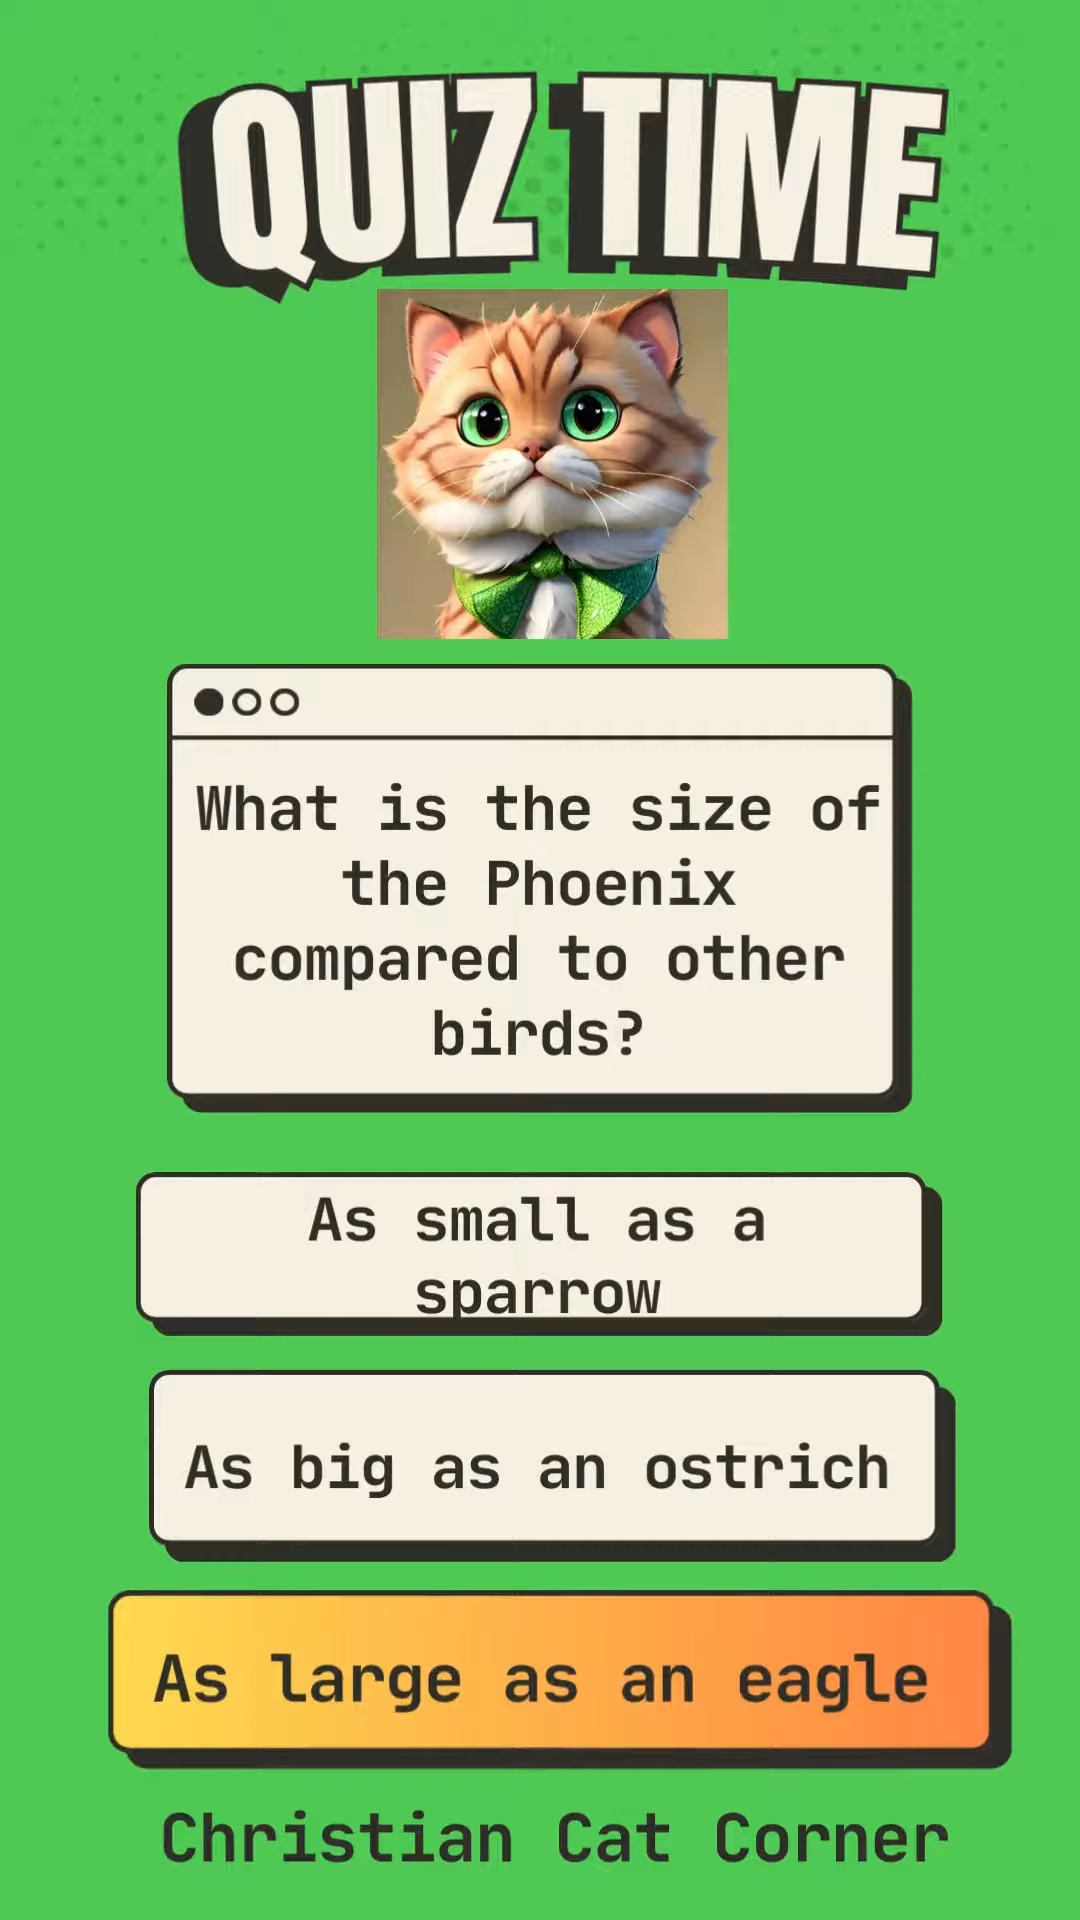 QUIZ TIME
What is the size of
the Phoenix
compared to other
birds?
As small as a
sparrow
As big as an ostrich
As large as an eagle
Christian Cat Corner